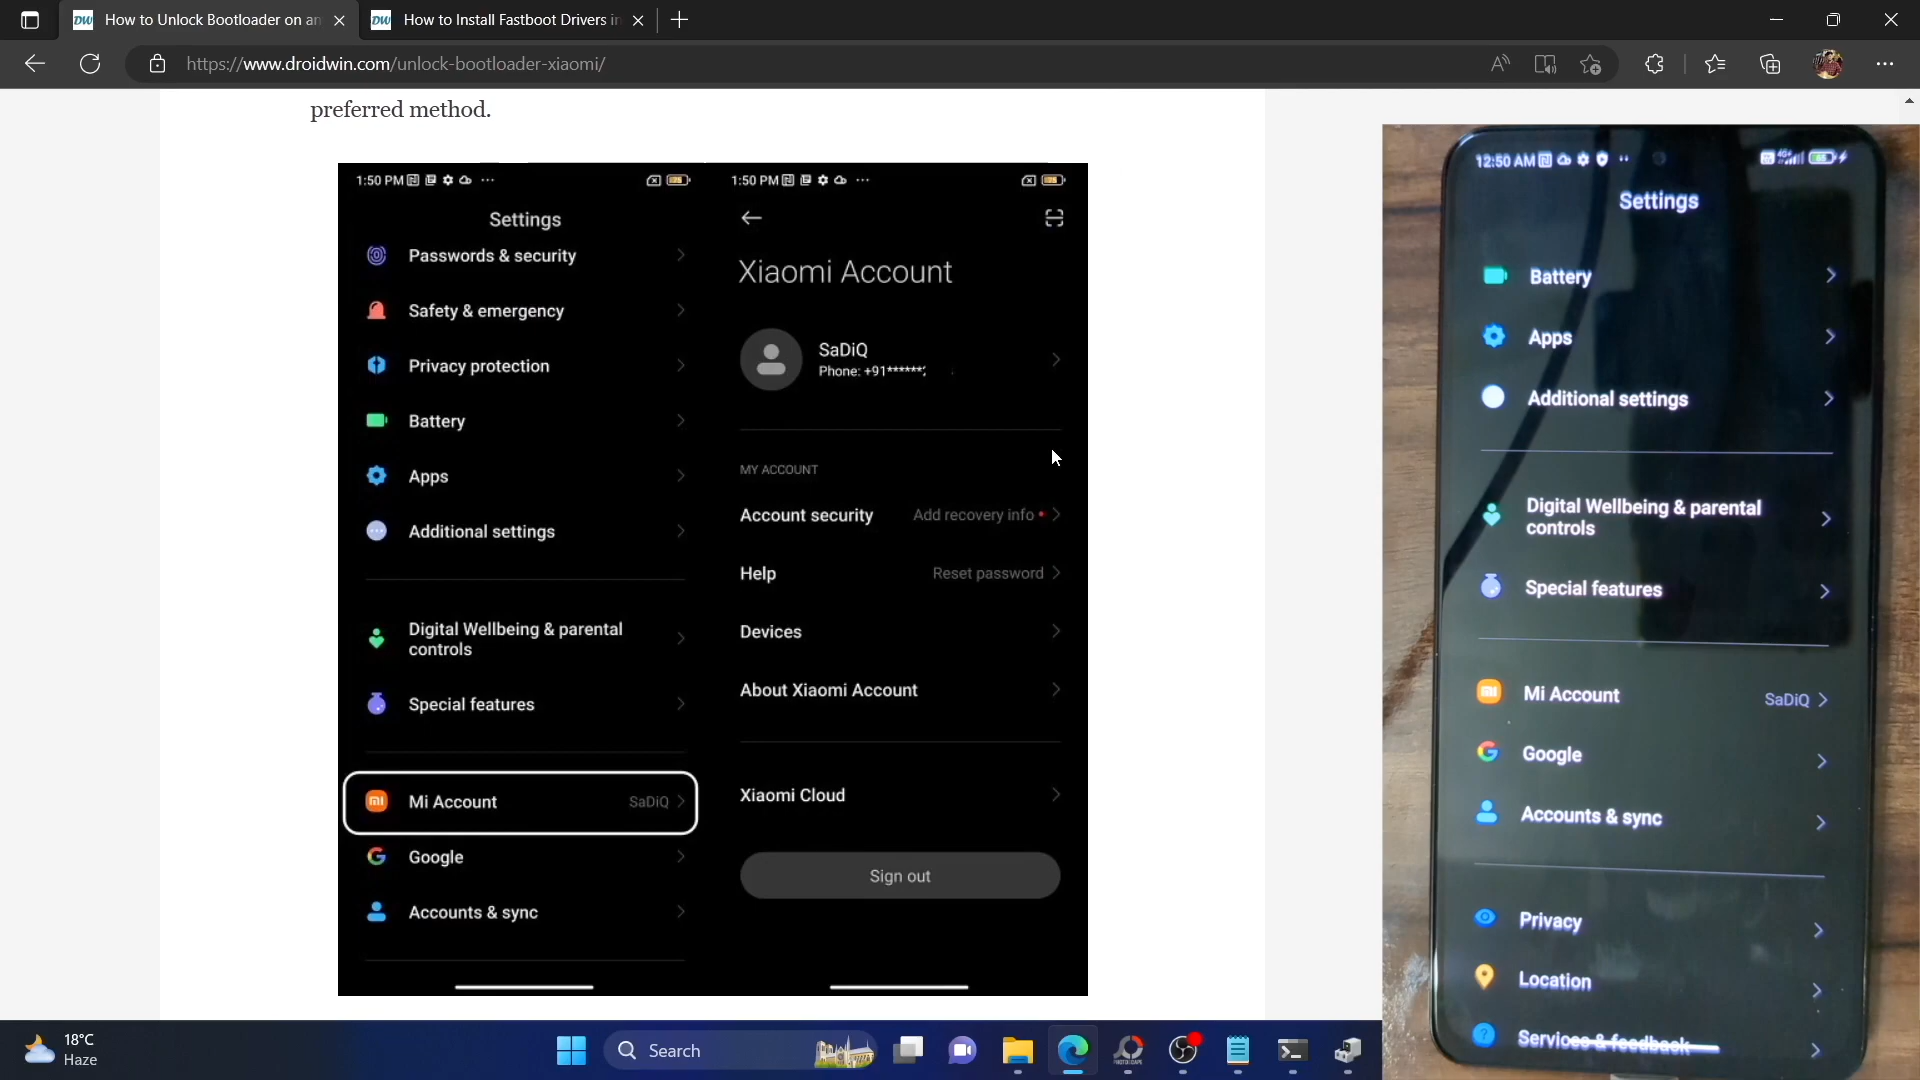 How to Unlock Bootloader on an
How to Install Fastboot Drivers in
https://www.droidwin.com/unlock-bootloader-xiaomi/
preferred method.
1:50 PM
Settings
Passwords & security
Safety & emergency
Privacy protection
Battery
Apps
Additional settings
Digital Wellbeing & parental
controls
Special features
Mi Account SaDiQ
Google
Accounts & sync
1:50 PM
Xiaomi Account
SaDiQ
Phone: +91******
MY ACCOUNT
Account security Add recovery info
Help Reset password
Devices
About Xiaomi Account
Xiaomi Cloud
Sign out
12:50 AM
Settings
Battery
Apps
Additional settings
Digital Wellbeing & parental
controls
Special features
Mi Account SaDiQ
Google
Accounts & sync
Privacy
Location
Services & feedback
18°C
Haze
Search